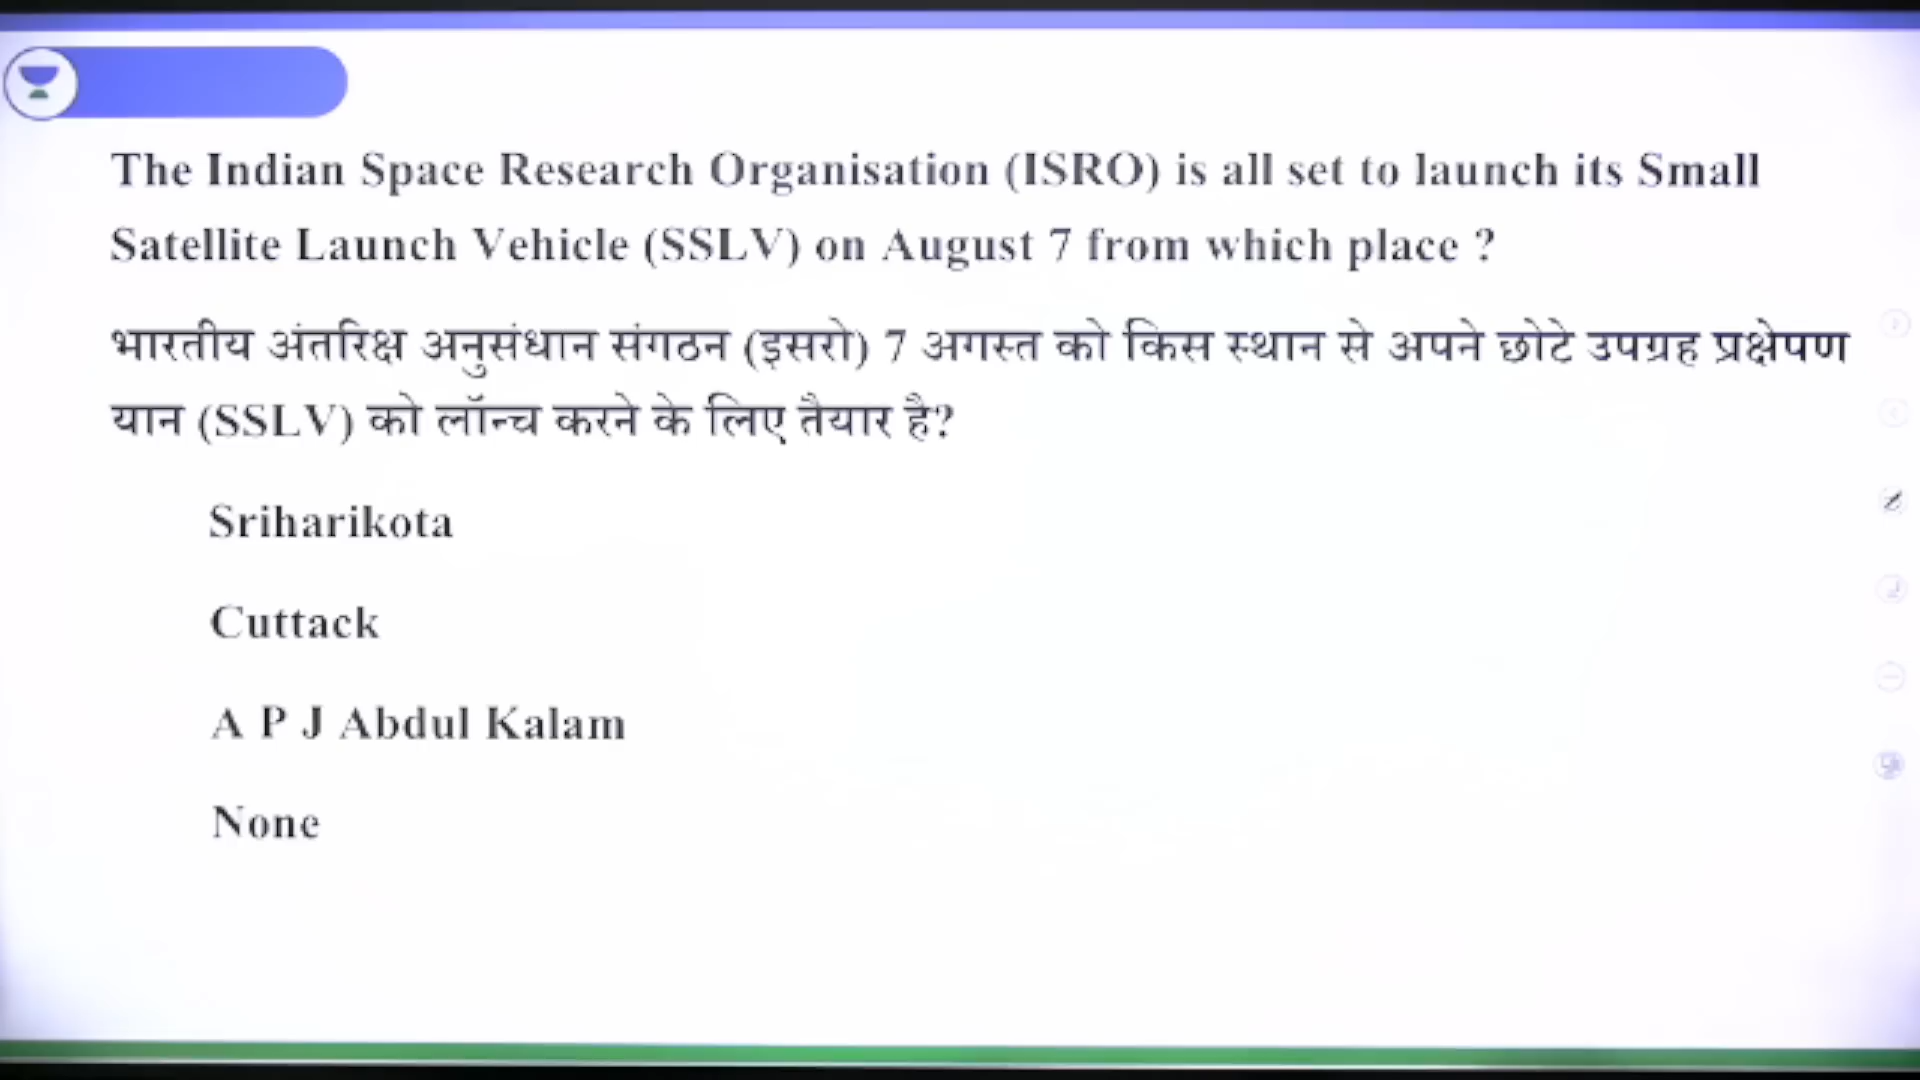 The Indian Space Research Organisation (ISRO) is all set to launch its Small
Satellite Launch Vehicle (SSLV) on August 7 from which place ?
भारतीय अंतरिक्ष अनुसंधान संगठन (इसरो) 7 अगस्त को किस स्थान से अपने छोटे उपग्रह प्रक्षेपण
यान (SSLV) को लॉन्च करने के लिए तैयार है?
Sriharikota
Cuttack
A P J Abdul Kalam
None